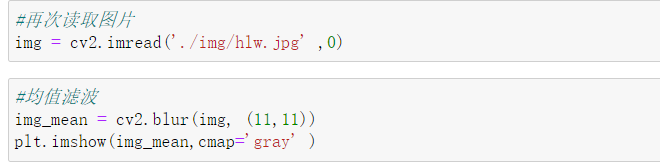 #再次读取图片
img = cv2.imread('./img/hlw.jpg' ,0)
#均值滤波
img_mean = cv2.blur(img, (11,11))
plt.imshow(img_mean,cmap='gray' )